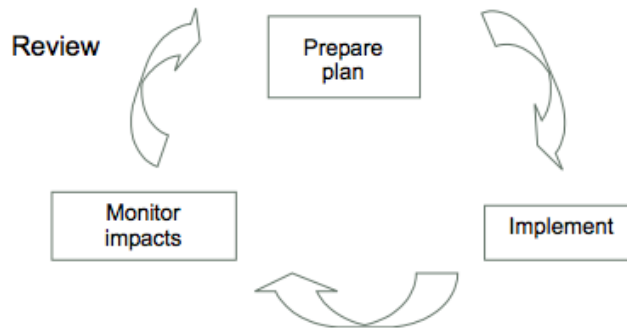 Review
Prepare
plan
Monitor
impacts
Implement